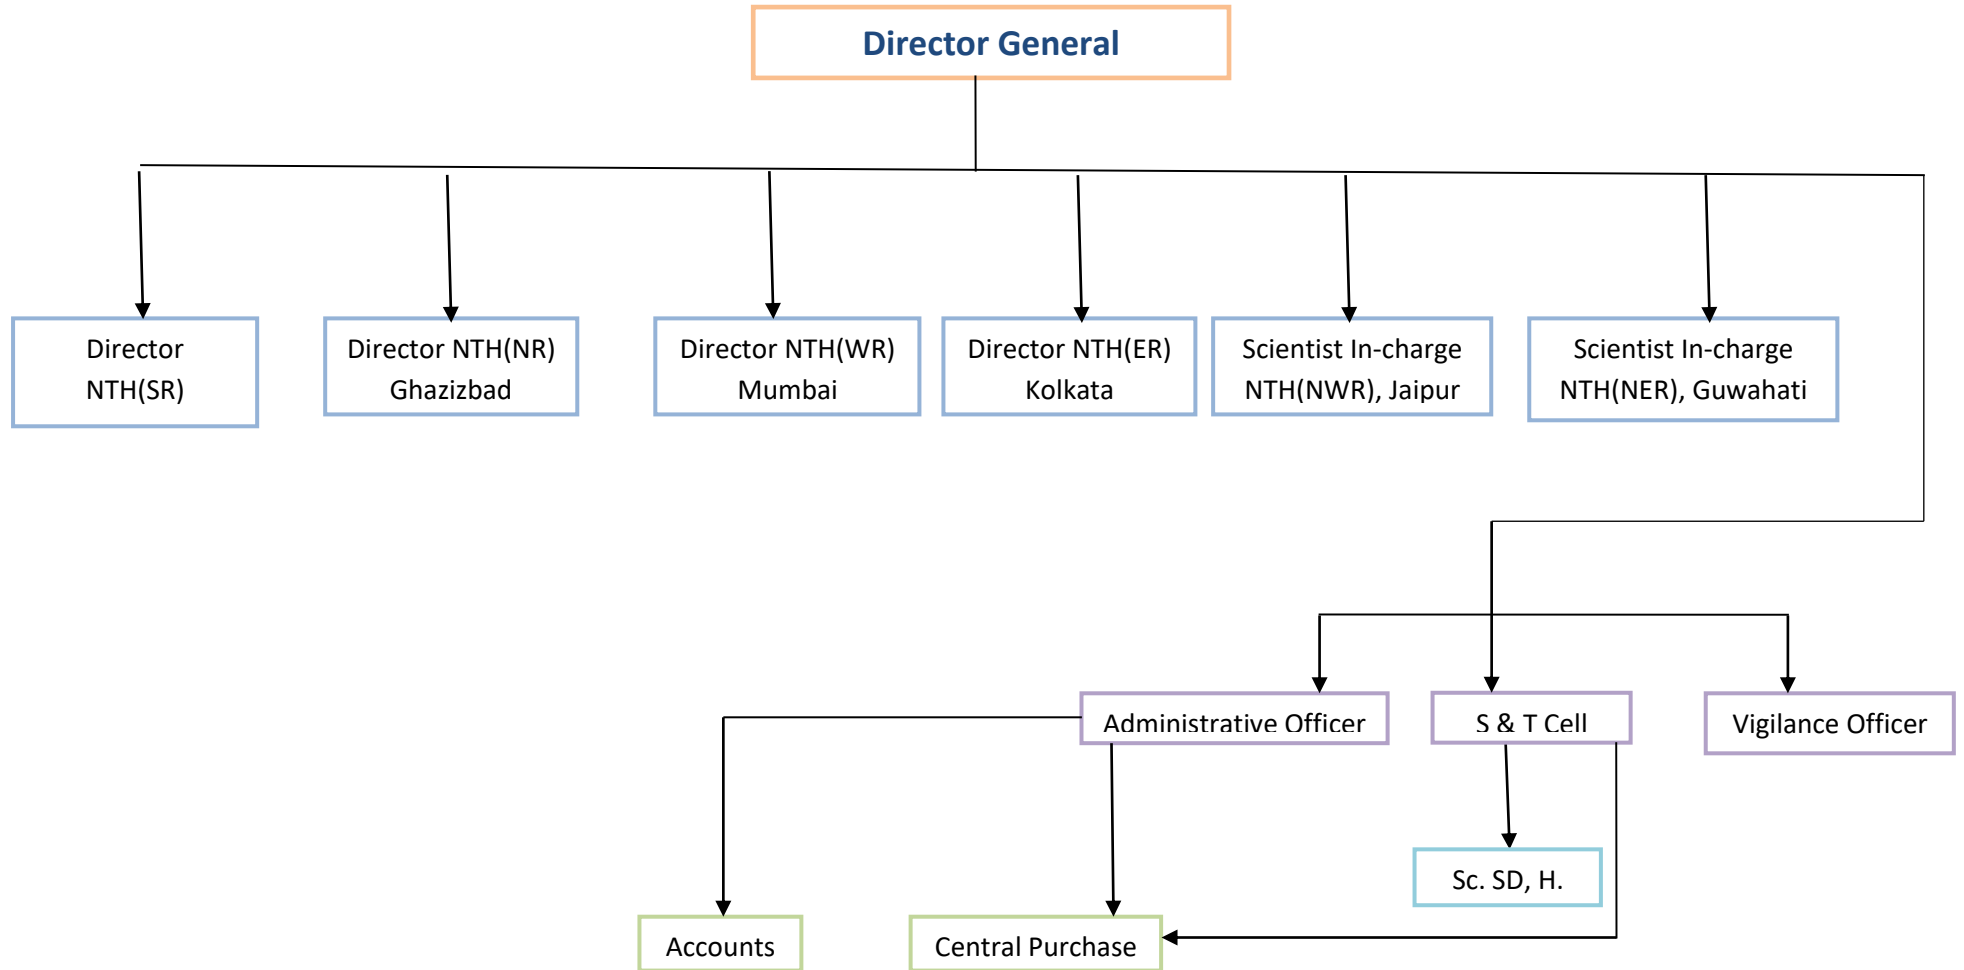 Director General
Director
NTH(SR)
Director NTH(NR)
Ghazizbad
Director NTH(WR)
Mumbai
Director NTH(ER)
Kolkata
Scientist In-charge
NTH(NWR), Jaipur
Scientist In-charge
NTH(NER), Guwahati
Administrative Officer
S & T Cell
Vigilance Officer
Sc. SD, H.
Accounts
Central Purchase